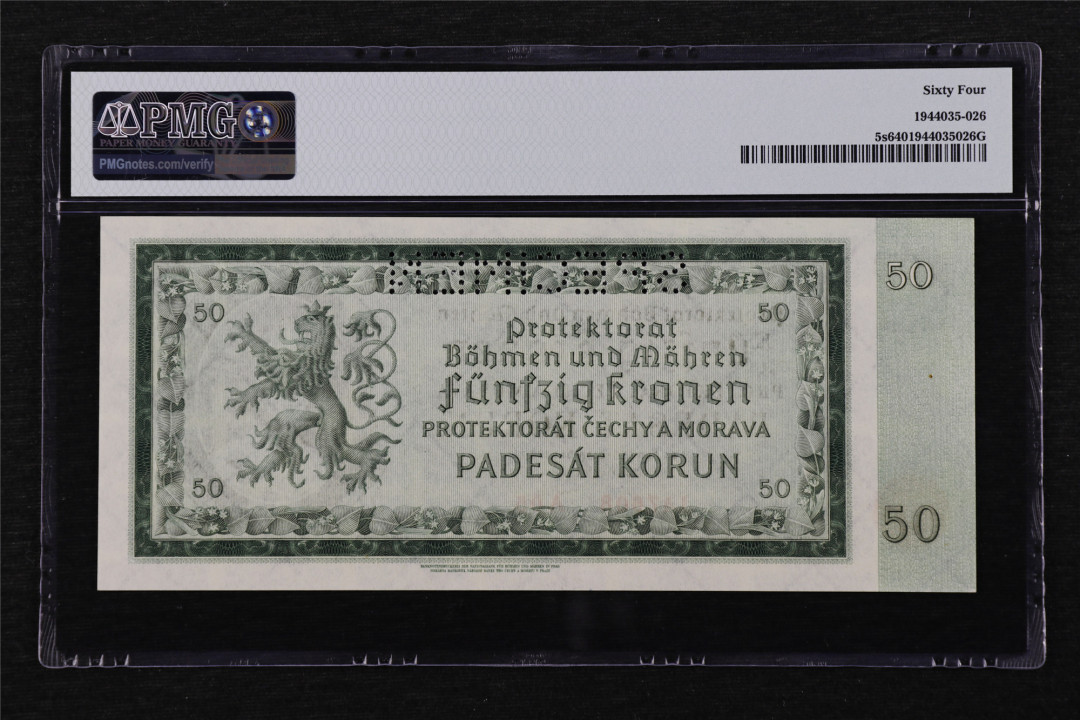 PMG
PAPER MONEY GUARANTY
PMGnotes.com/verify
Sixty Four
1944035-026
5s6401944035026G
SPECIMEN
50
50
50
Protektorat
Böhmen und Mähren
Fünfzig Kronen
PROTEKTORÁT ČECHY A MORAVA
PADESÁT KORUN
50
50
50